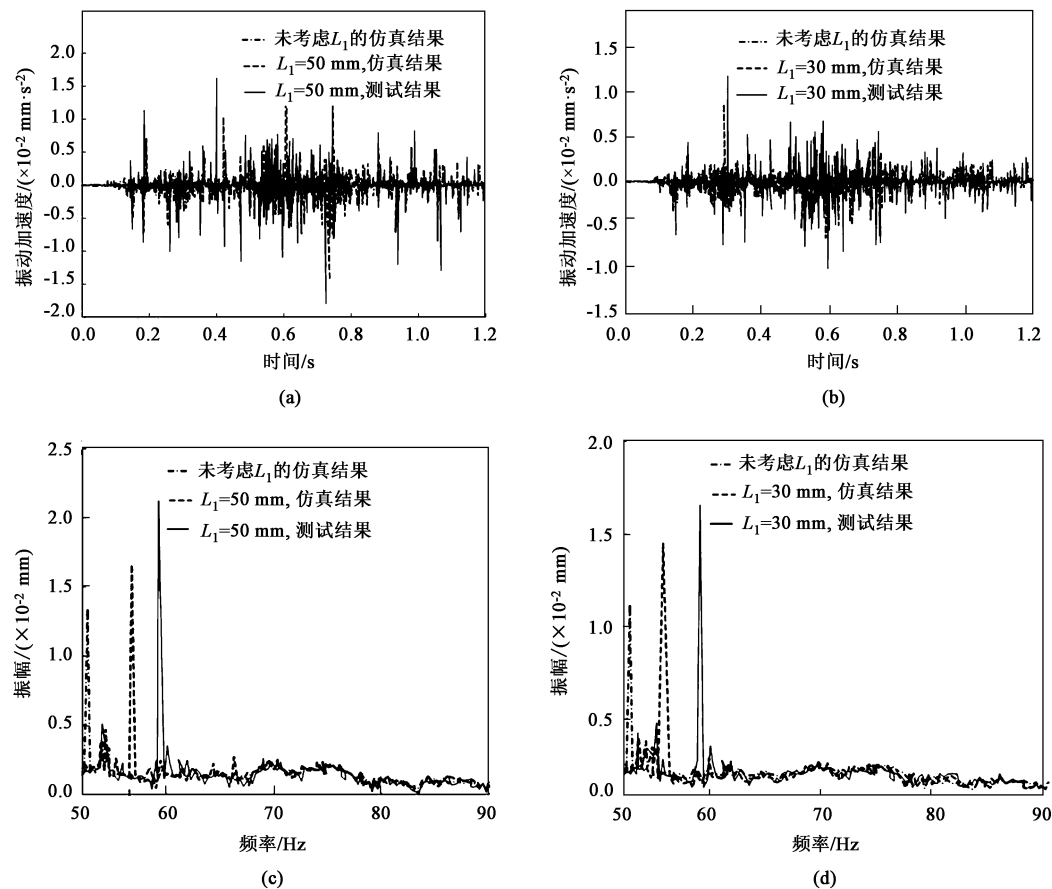 2.0
1.5
1.0
0.5
0.0
-0.5
-1.0
-1.5
-2.0
振动加速度/(×10⁻² mm·s⁻²)
未考虑L₁的仿真结果
L₁=50 mm,仿真结果
L₁=50 mm,测试结果
0.0 0.2 0.4 0.6 0.8 1.0 1.2
时间/s
(a)
1.5
1.0
0.5
0.0
-0.5
-1.0
-1.5
振动加速度/(×10⁻² mm·s⁻²)
未考虑L₁的仿真结果
L₁=30 mm,仿真结果
L₁=30 mm,测试结果
0.0 0.2 0.4 0.6 0.8 1.0 1.2
时间/s
(b)
2.5
2.0
1.5
1.0
0.5
0.0
振幅/(×10⁻² mm)
未考虑L₁的仿真结果
L₁=50 mm, 仿真结果
L₁=50 mm, 测试结果
50 60 70 80 90
频率/Hz
(c)
2.0
1.5
1.0
0.5
0.0
振幅/(×10⁻² mm)
未考虑L₁的仿真结果
L₁=30 mm, 仿真结果
L₁=30 mm, 测试结果
50 60 70 80 90
频率/Hz
(d)